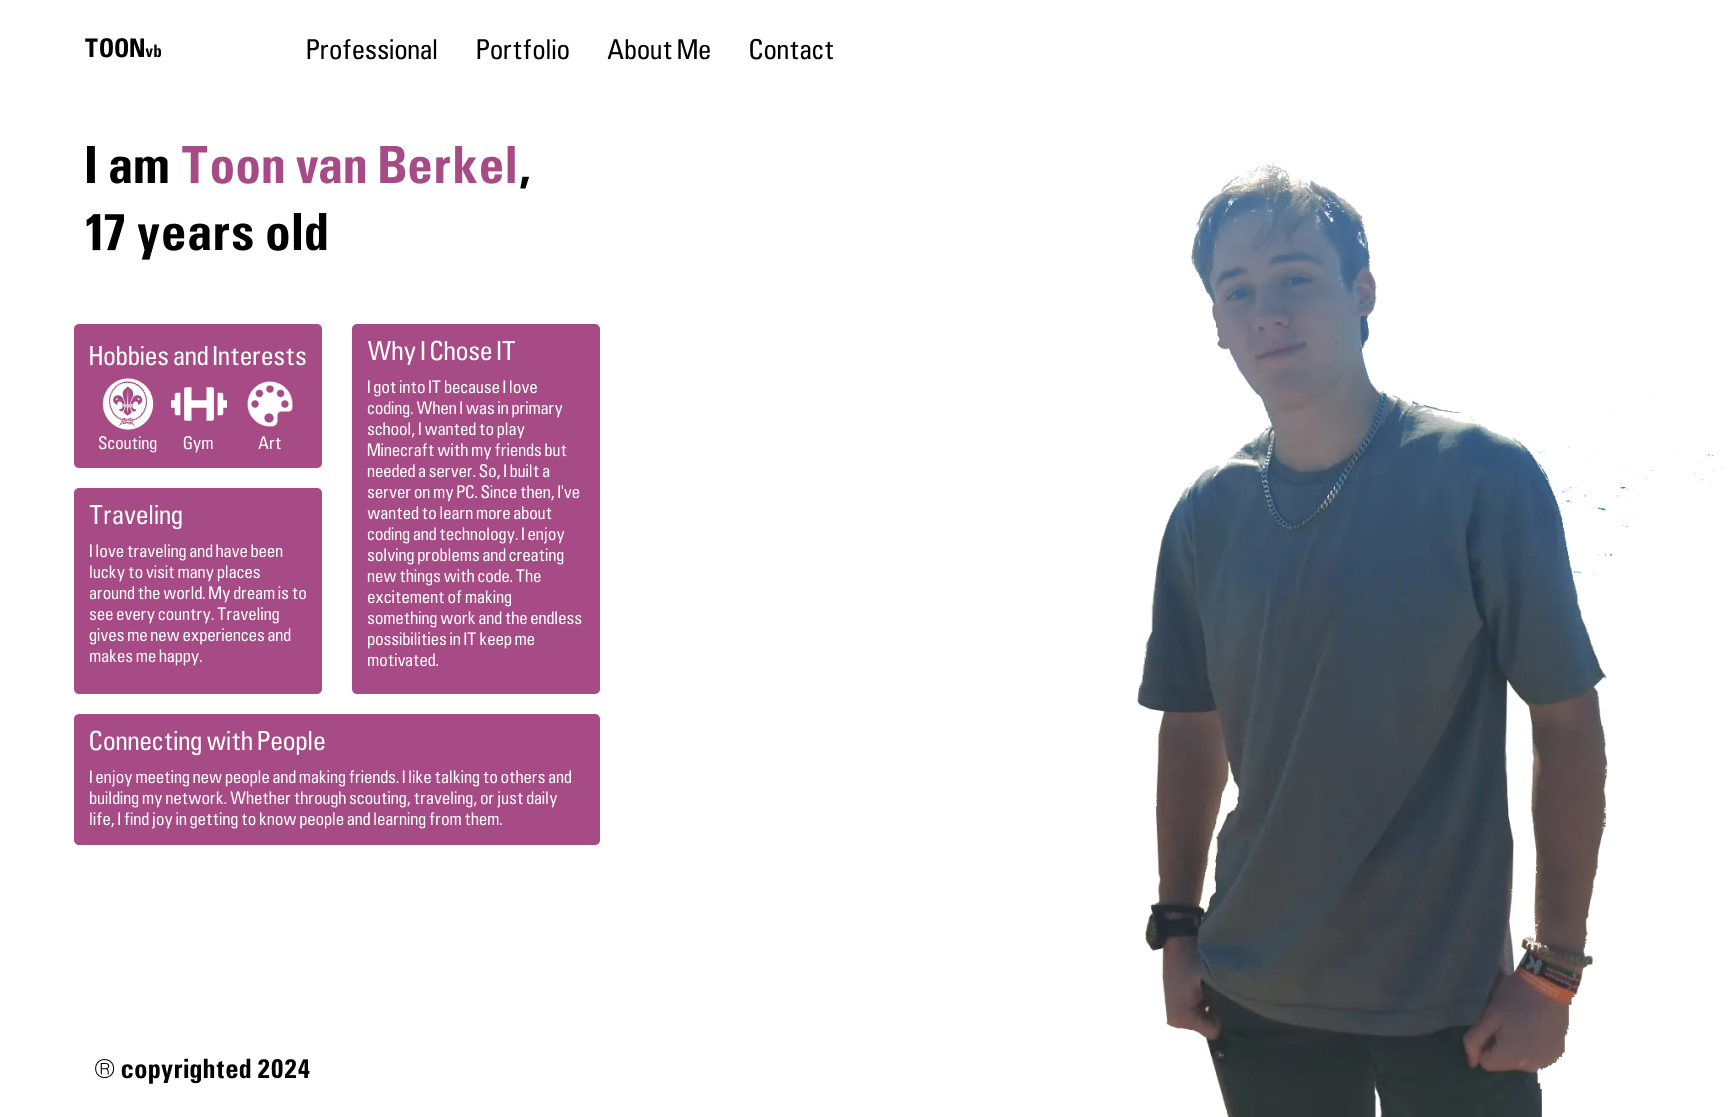 TOONvb
Professional Portfolio About Me Contact
I am Toon van Berkel,
17 years old
Hobbies and Interests
Scouting Gym Art
Why I Chose IT
I got into IT because I love
coding. When I was in primary
school, I wanted to play
Minecraft with my friends but
needed a server. So, I built a
server on my PC. Since then, I've
wanted to learn more about
coding and technology. I enjoy
solving problems and creating
new things with code. The
excitement of making
something work and the endless
possibilities in IT keep me
motivated.
Traveling
I love traveling and have been
lucky to visit many places
around the world. My dream is to
see every country. Traveling
gives me new experiences and
makes me happy.
Connecting with People
I enjoy meeting new people and making friends. I like talking to others and
building my network. Whether through scouting, traveling, or just daily
life, I find joy in getting to know people and learning from them.
® copyrighted 2024